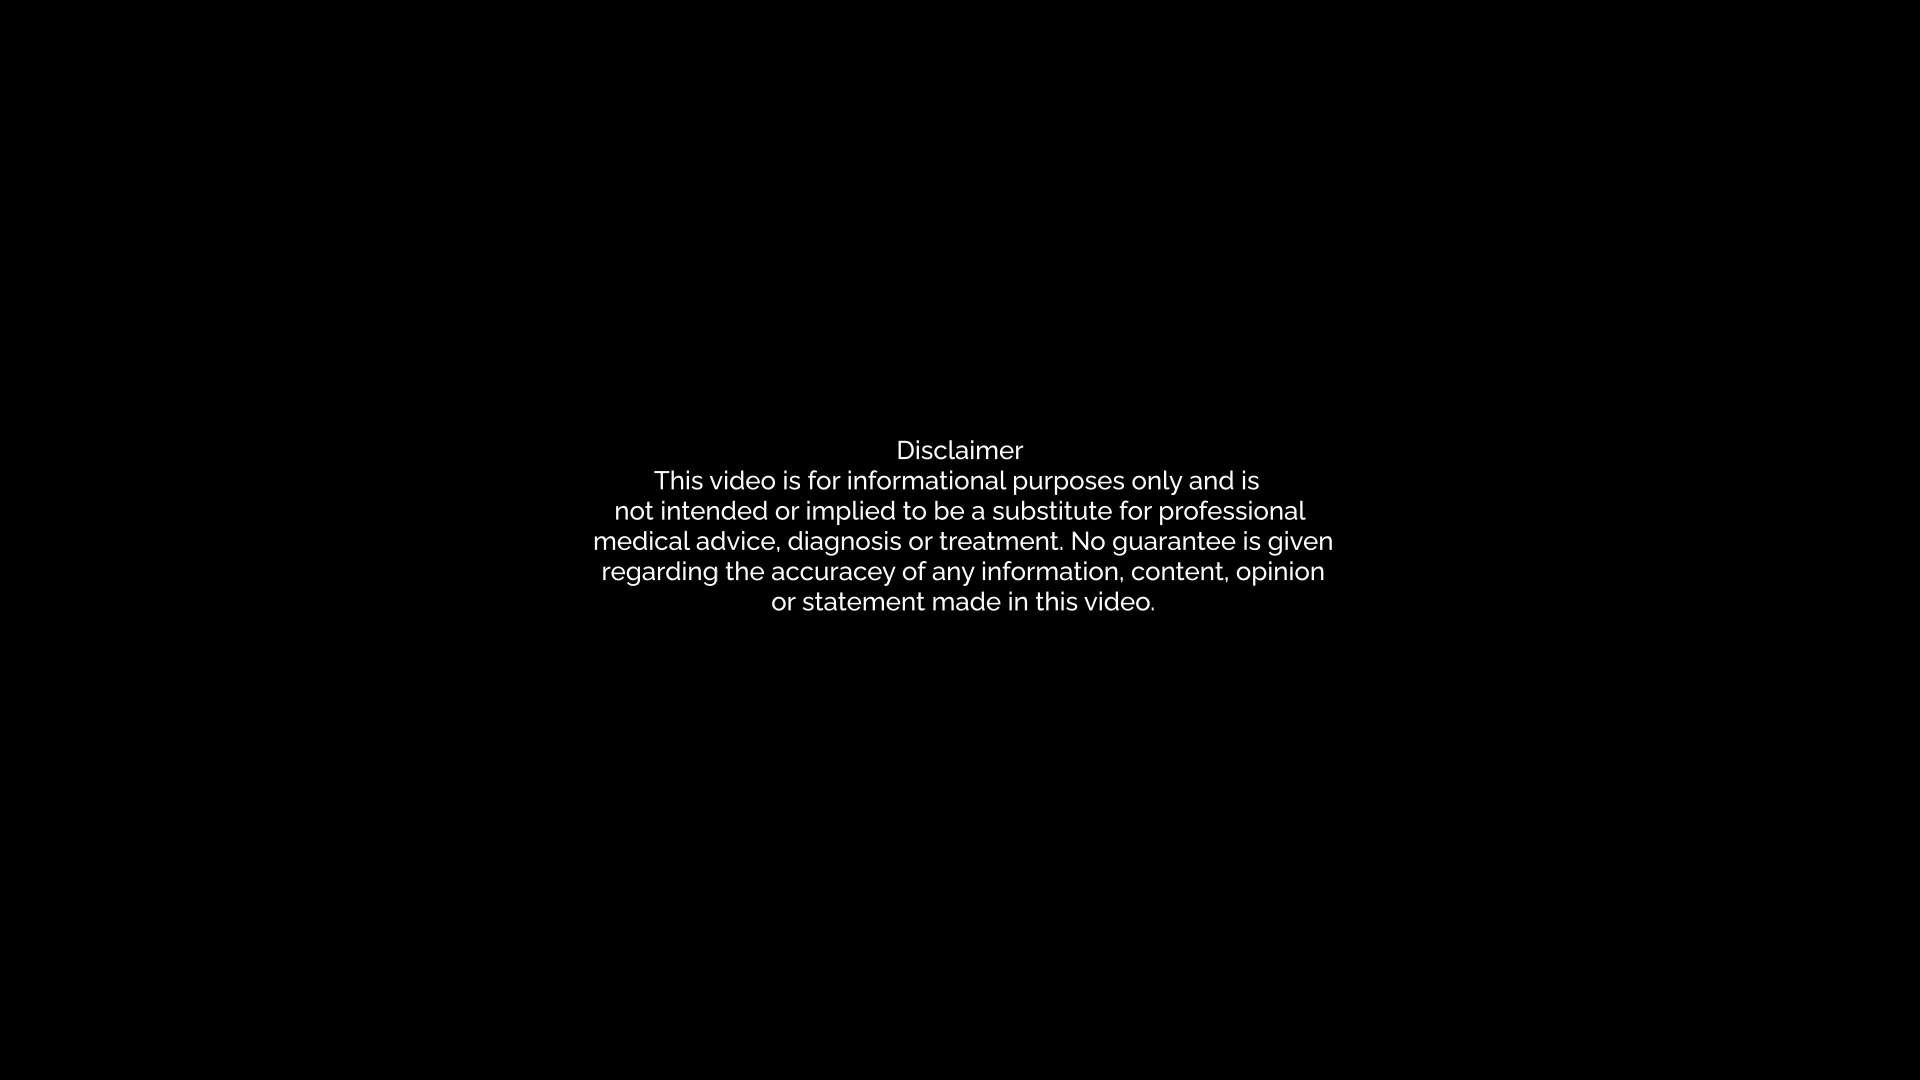 Disclaimer
This video is for informational purposes only and is
not intended or implied to be a substitute for professional
medical advice, diagnosis or treatment. No guarantee is given
regarding the accuracey of any information, content, opinion
or statement made in this video.